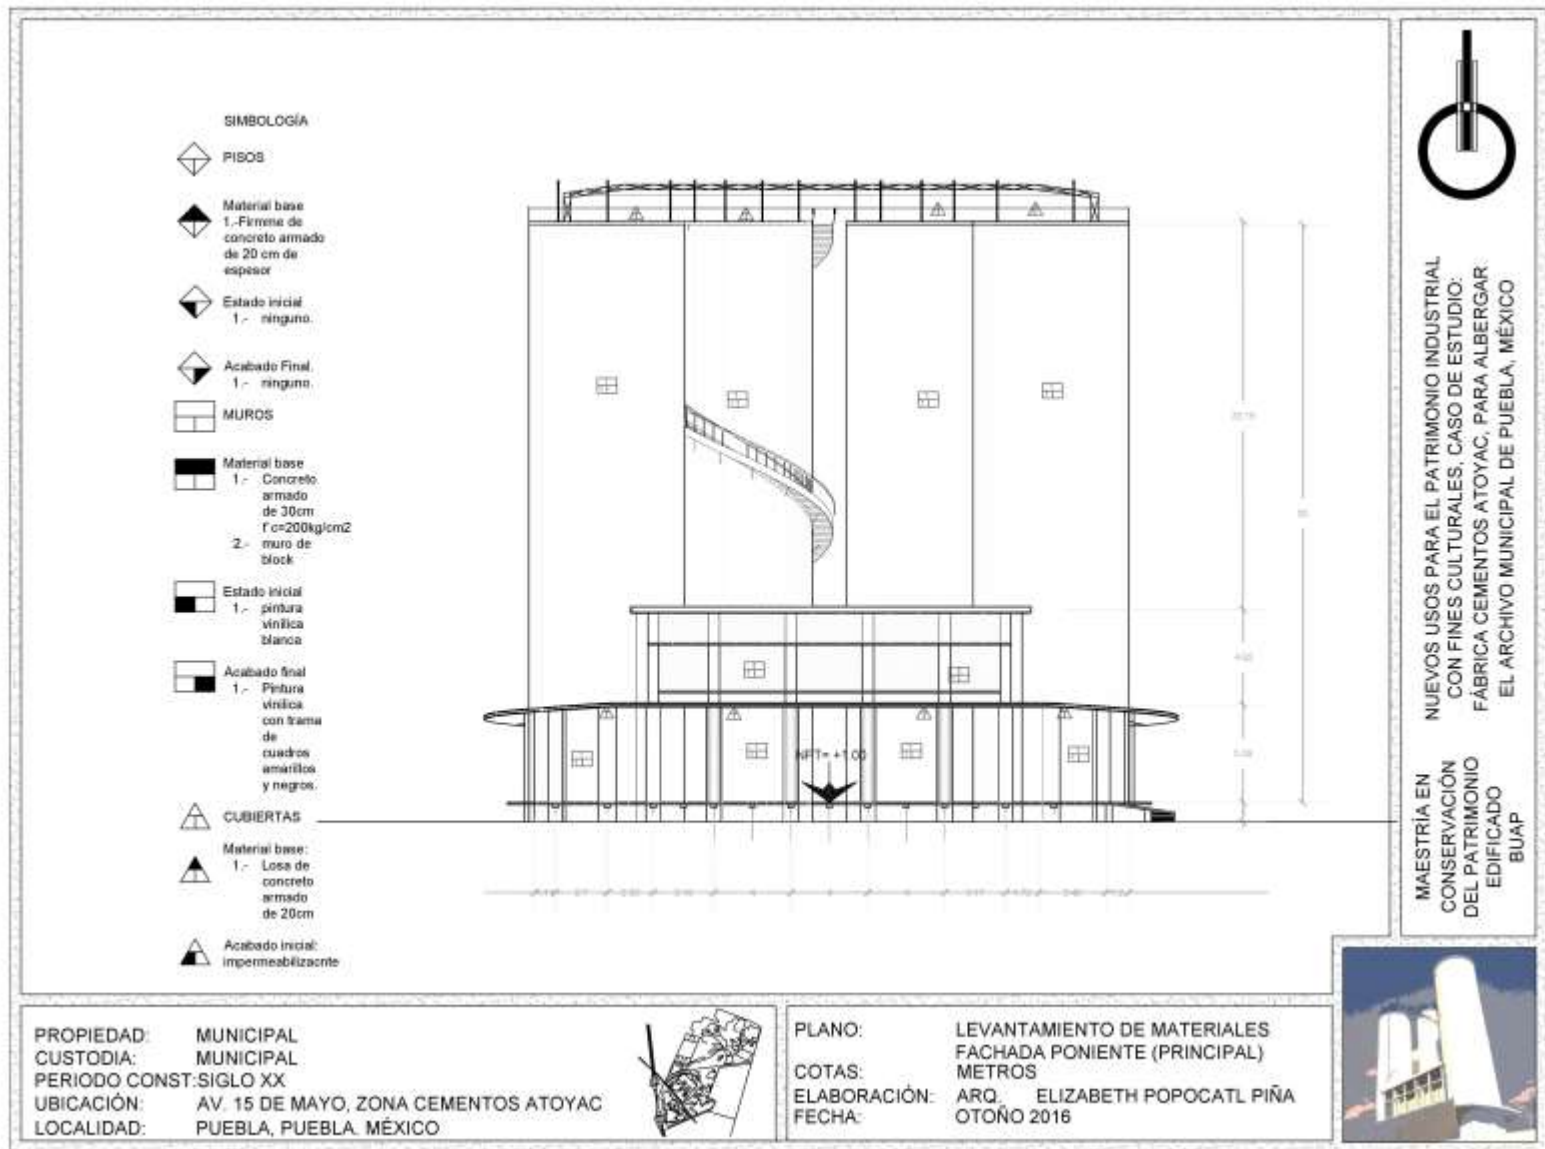 SIMBOLOGÍA
PISOS
Material base
1.-Firmme de
concreto armado
de 20 cm de
espesor
Estado inicial
1.- ninguno.
Acabado Final.
1.- ninguno.
MUROS
Material base
1.- Concreto
armado
de 30cm
f'c=200kg/cm2
2.- muro de
block
Estado inicial
1.- pintura
vinílica
blanca
Acabado final
1.- Pintura
vinílica
con trama
de
cuadros
amarillos
y negros.
CUBIERTAS
Material base:
1.- Losa de
concreto
armado
de 20cm
Acabado inicial:
impermeabilizacnte
NPT= +1.00
NUEVOS USOS PARA EL PATRIMONIO INDUSTRIAL
CON FINES CULTURALES, CASO DE ESTUDIO:
FÁBRICA CEMENTOS ATOYAC, PARA ALBERGAR
EL ARCHIVO MUNICIPAL DE PUEBLA, MÉXICO
MAESTRÍA EN
CONSERVACIÓN
DEL PATRIMONIO
EDIFICADO
BUAP
PROPIEDAD: MUNICIPAL
CUSTODIA: MUNICIPAL
PERIODO CONST:SIGLO XX
UBICACIÓN: AV. 15 DE MAYO, ZONA CEMENTOS ATOYAC
LOCALIDAD: PUEBLA, PUEBLA. MÉXICO
PLANO: LEVANTAMIENTO DE MATERIALES
FACHADA PONIENTE (PRINCIPAL)
COTAS: METROS
ELABORACIÓN: ARQ. ELIZABETH POPOCATL PIÑA
FECHA: OTOÑO 2016